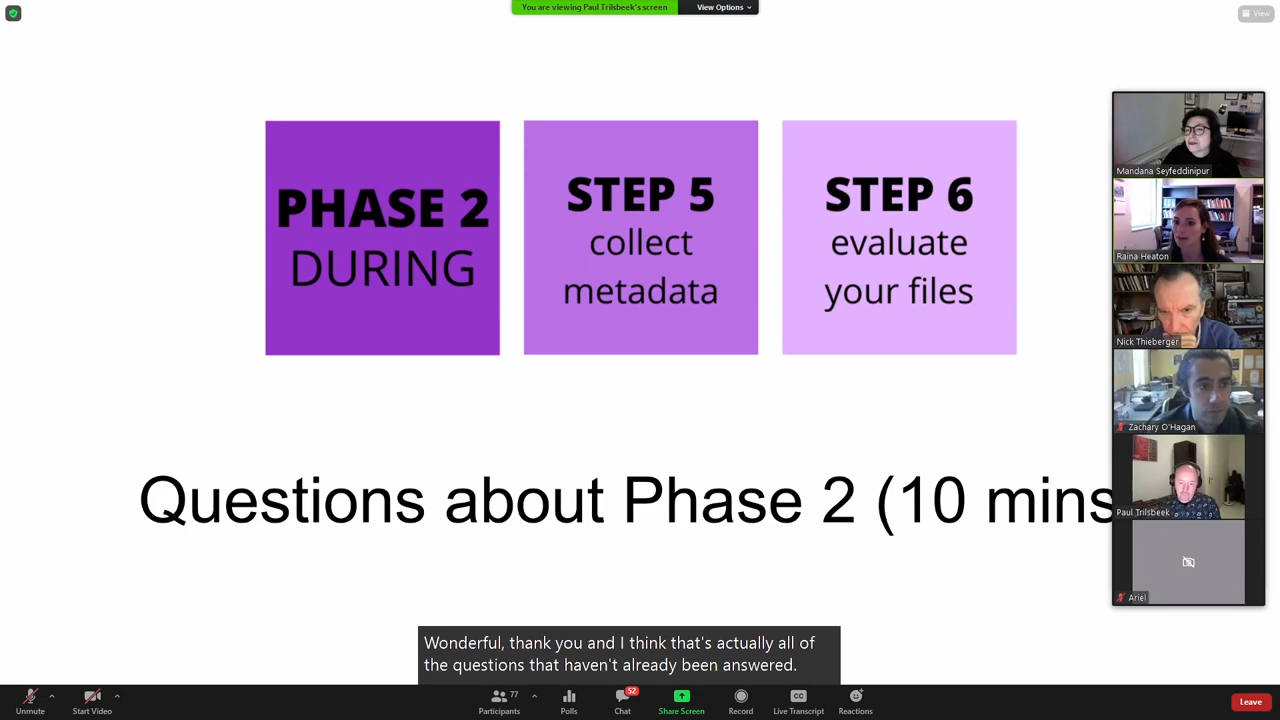 You are viewing Paul Trilsbeek's screen
View Options
View
PHASE 2
DURING
STEP 5
collect
metadata
STEP 6
evaluate
your files
Questions about Phase 2 (10 mins
Mandana Seyfeddinipur
Raina Heaton
Nick Thieberger
Zachary O'Hagan
Paul Trilsbeek
Ariel
Wonderful, thank you and I think that's actually all of
the questions that haven't already been answered.
Unmute
Start Video
77
Participants
Polls
52
Chat
Share Screen
Record
CC
Live Transcript
Reactions
Leave